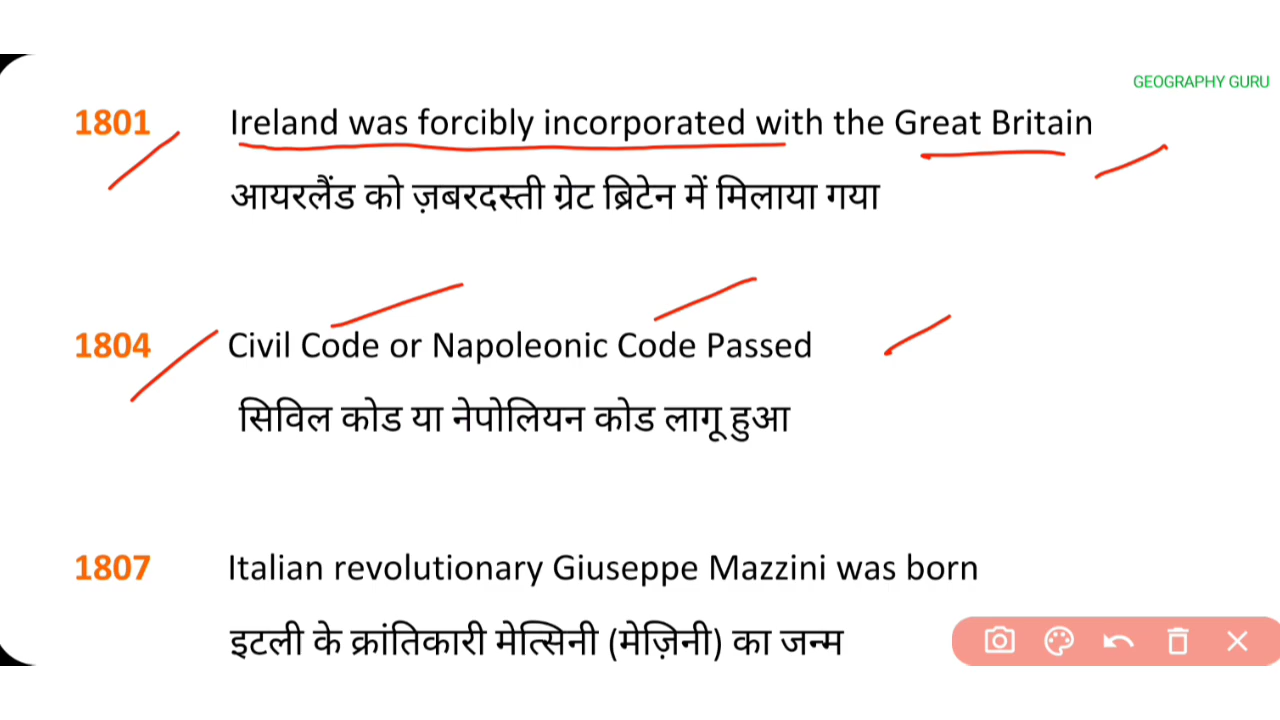 GEOGRAPHY GURU
1801 Ireland was forcibly incorporated with the Great Britain
आयरलैंड को ज़बरदस्ती ग्रेट ब्रिटेन में मिलाया गया
1804 Civil Code or Napoleonic Code Passed
सिविल कोड या नेपोलियन कोड लागू हुआ
1807 Italian revolutionary Giuseppe Mazzini was born
इटली के क्रांतिकारी मेत्सिनी (मेज़िनी) का जन्म